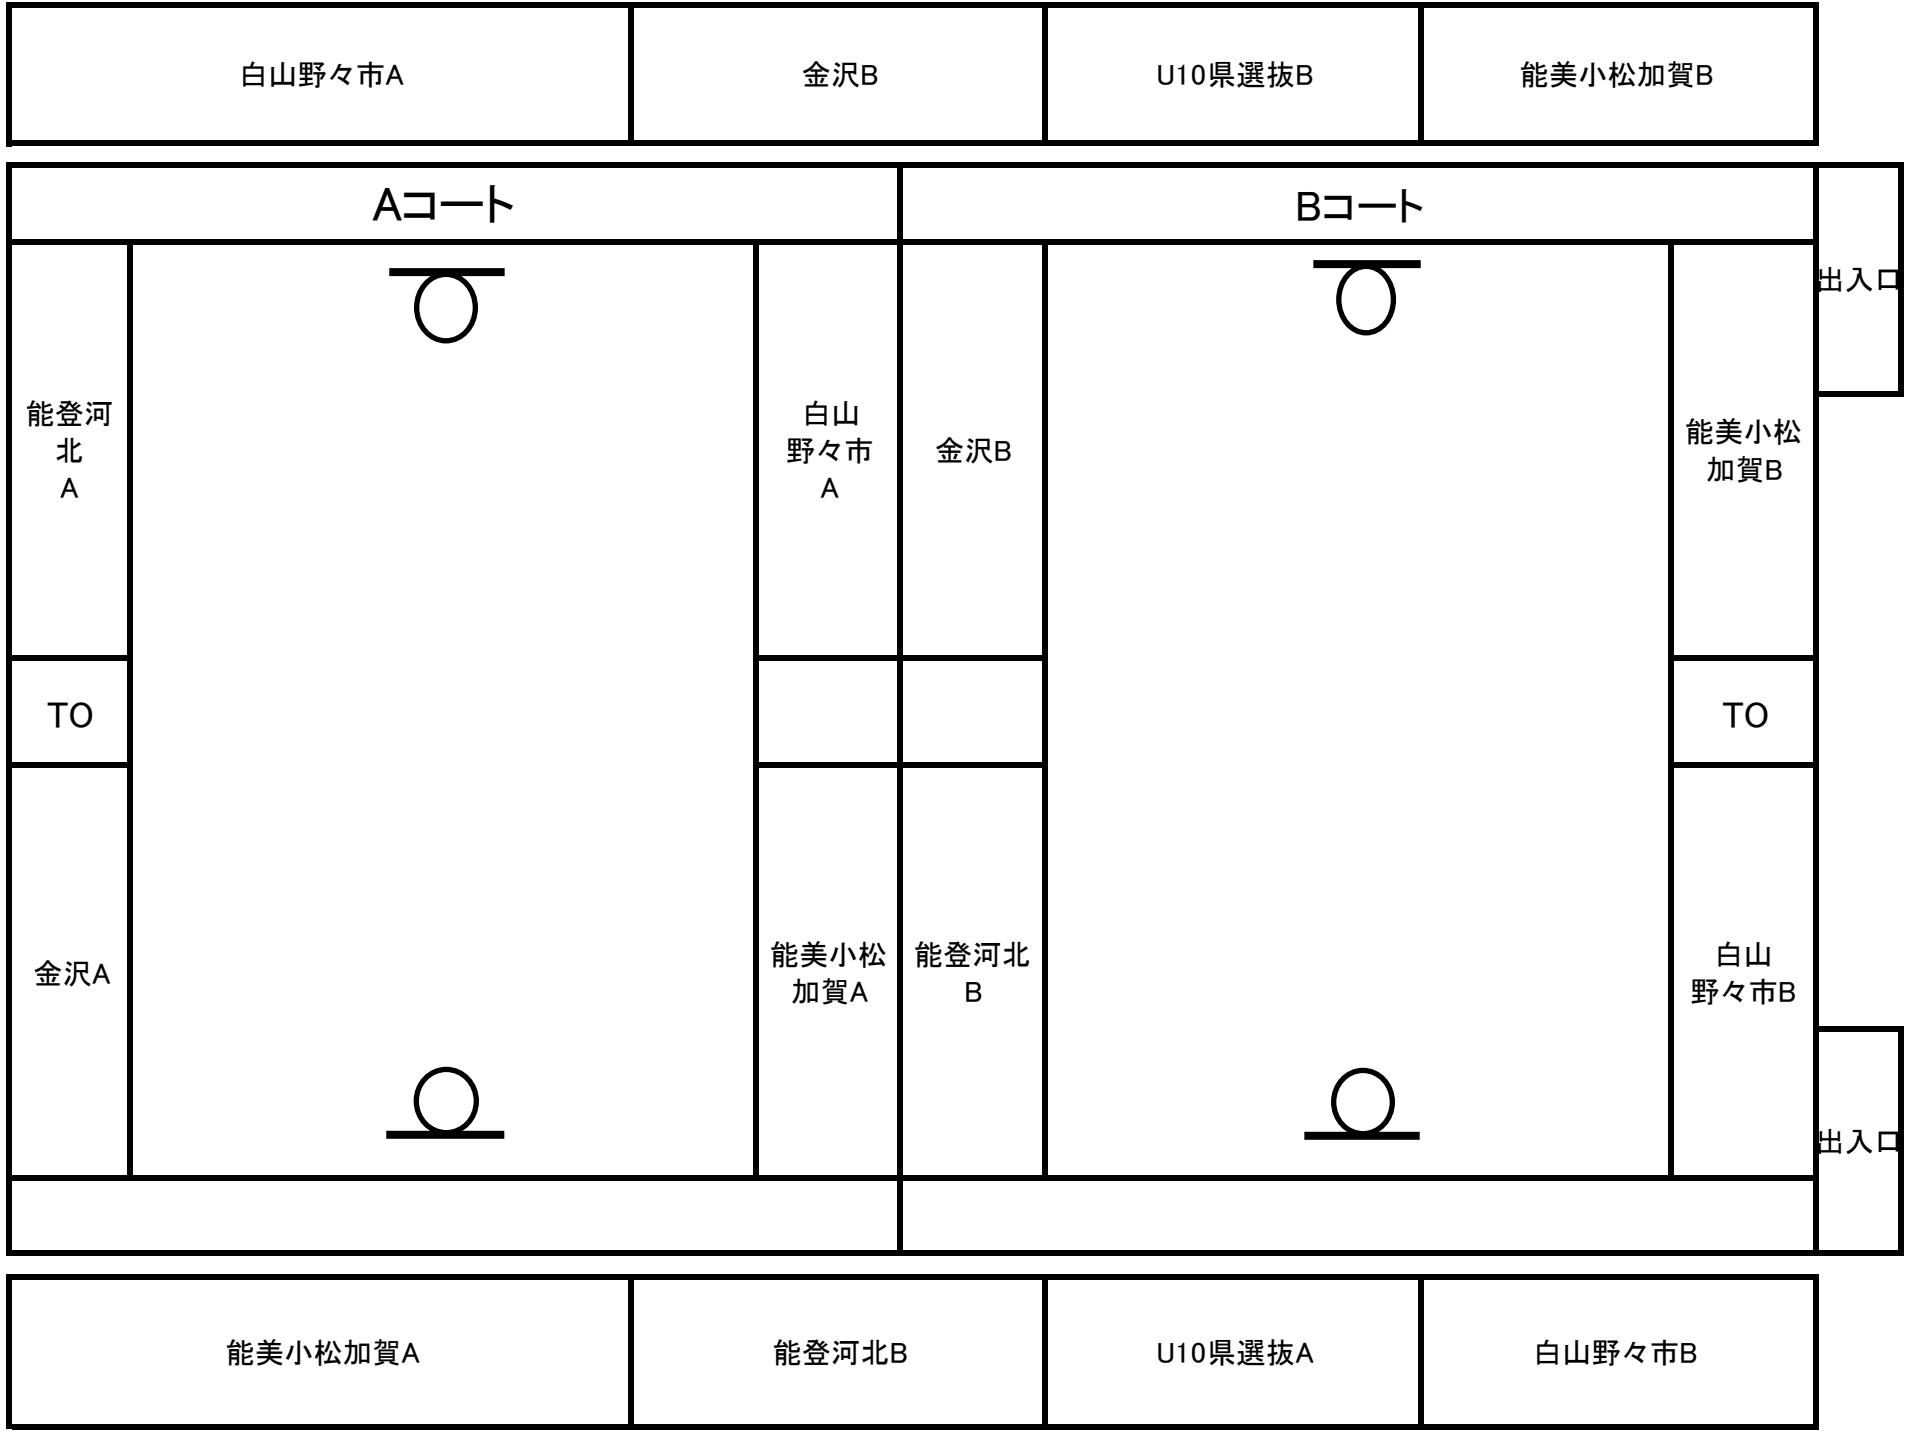 白山野々市A
金沢B
U10県選抜B
能美小松加賀B
Aコート
Bコート
出入口
能登河
北
A
白山
野々市
A
金沢B
能美小松
加賀B
TO
TO
金沢A
能美小松
加賀A
能登河北
B
白山
野々市B
出入口
能美小松加賀A
能登河北B
U10県選抜A
白山野々市B